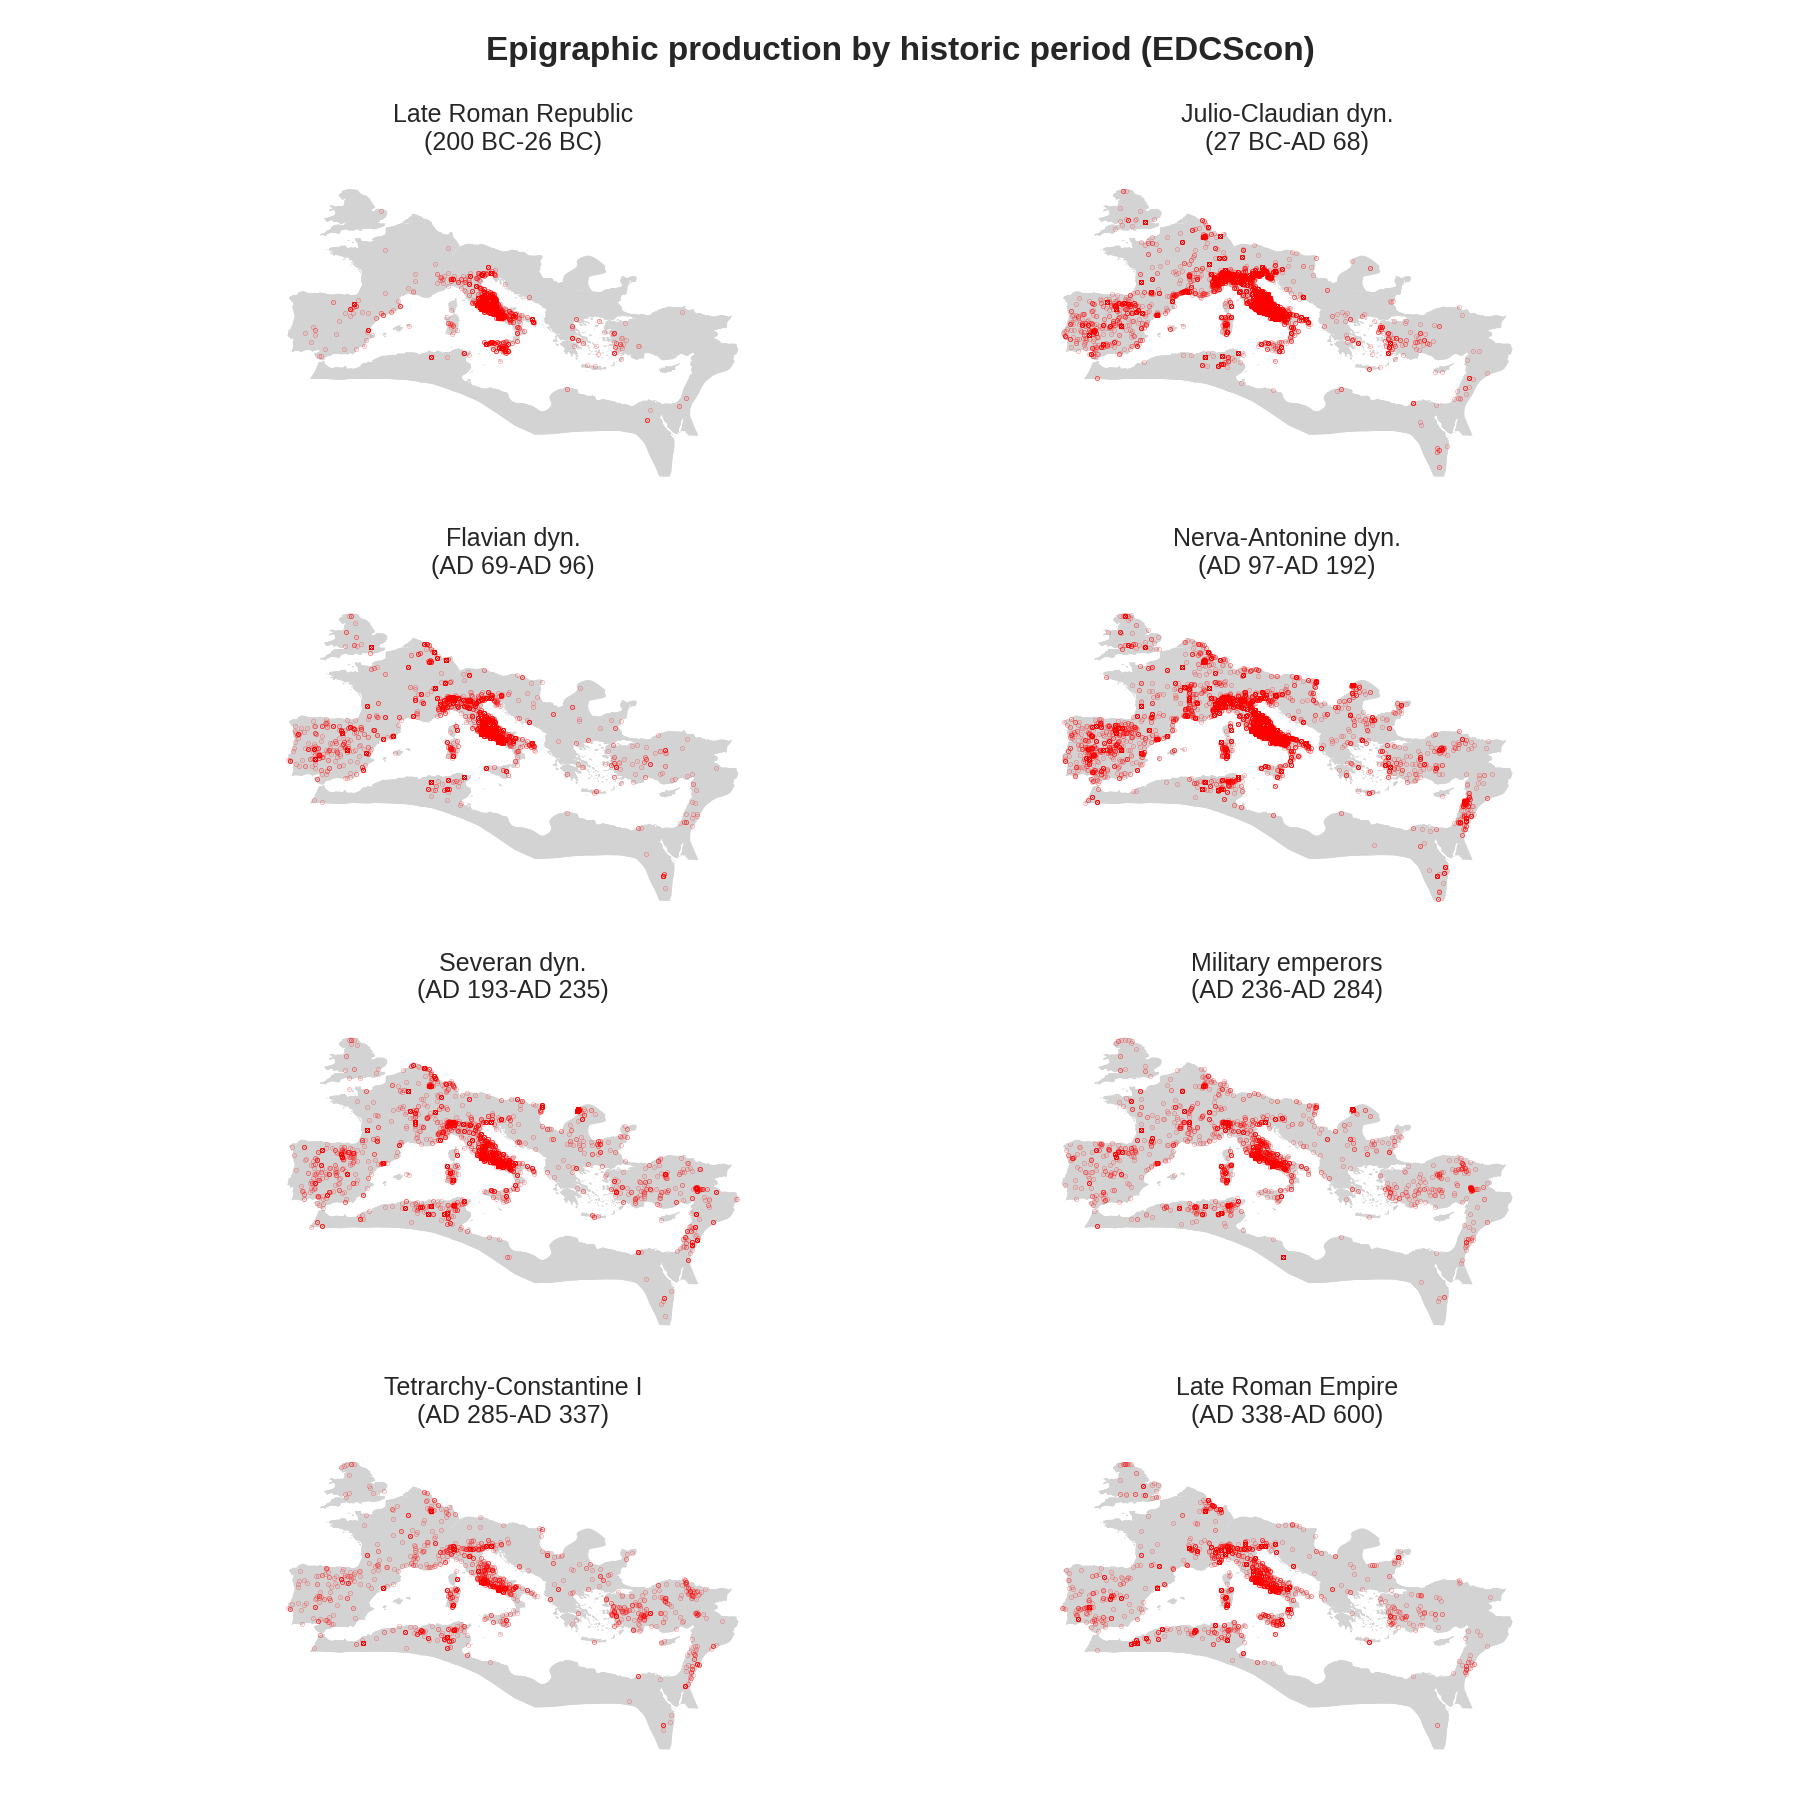 Epigraphic production by historic period (EDCScon)
Late Roman Republic
(200 BC-26 BC)
Julio-Claudian dyn.
(27 BC-AD 68)
Flavian dyn.
(AD 69-AD 96)
Nerva-Antonine dyn.
(AD 97-AD 192)
Severan dyn.
(AD 193-AD 235)
Military emperors
(AD 236-AD 284)
Tetrarchy-Constantine I
(AD 285-AD 337)
Late Roman Empire
(AD 338-AD 600)